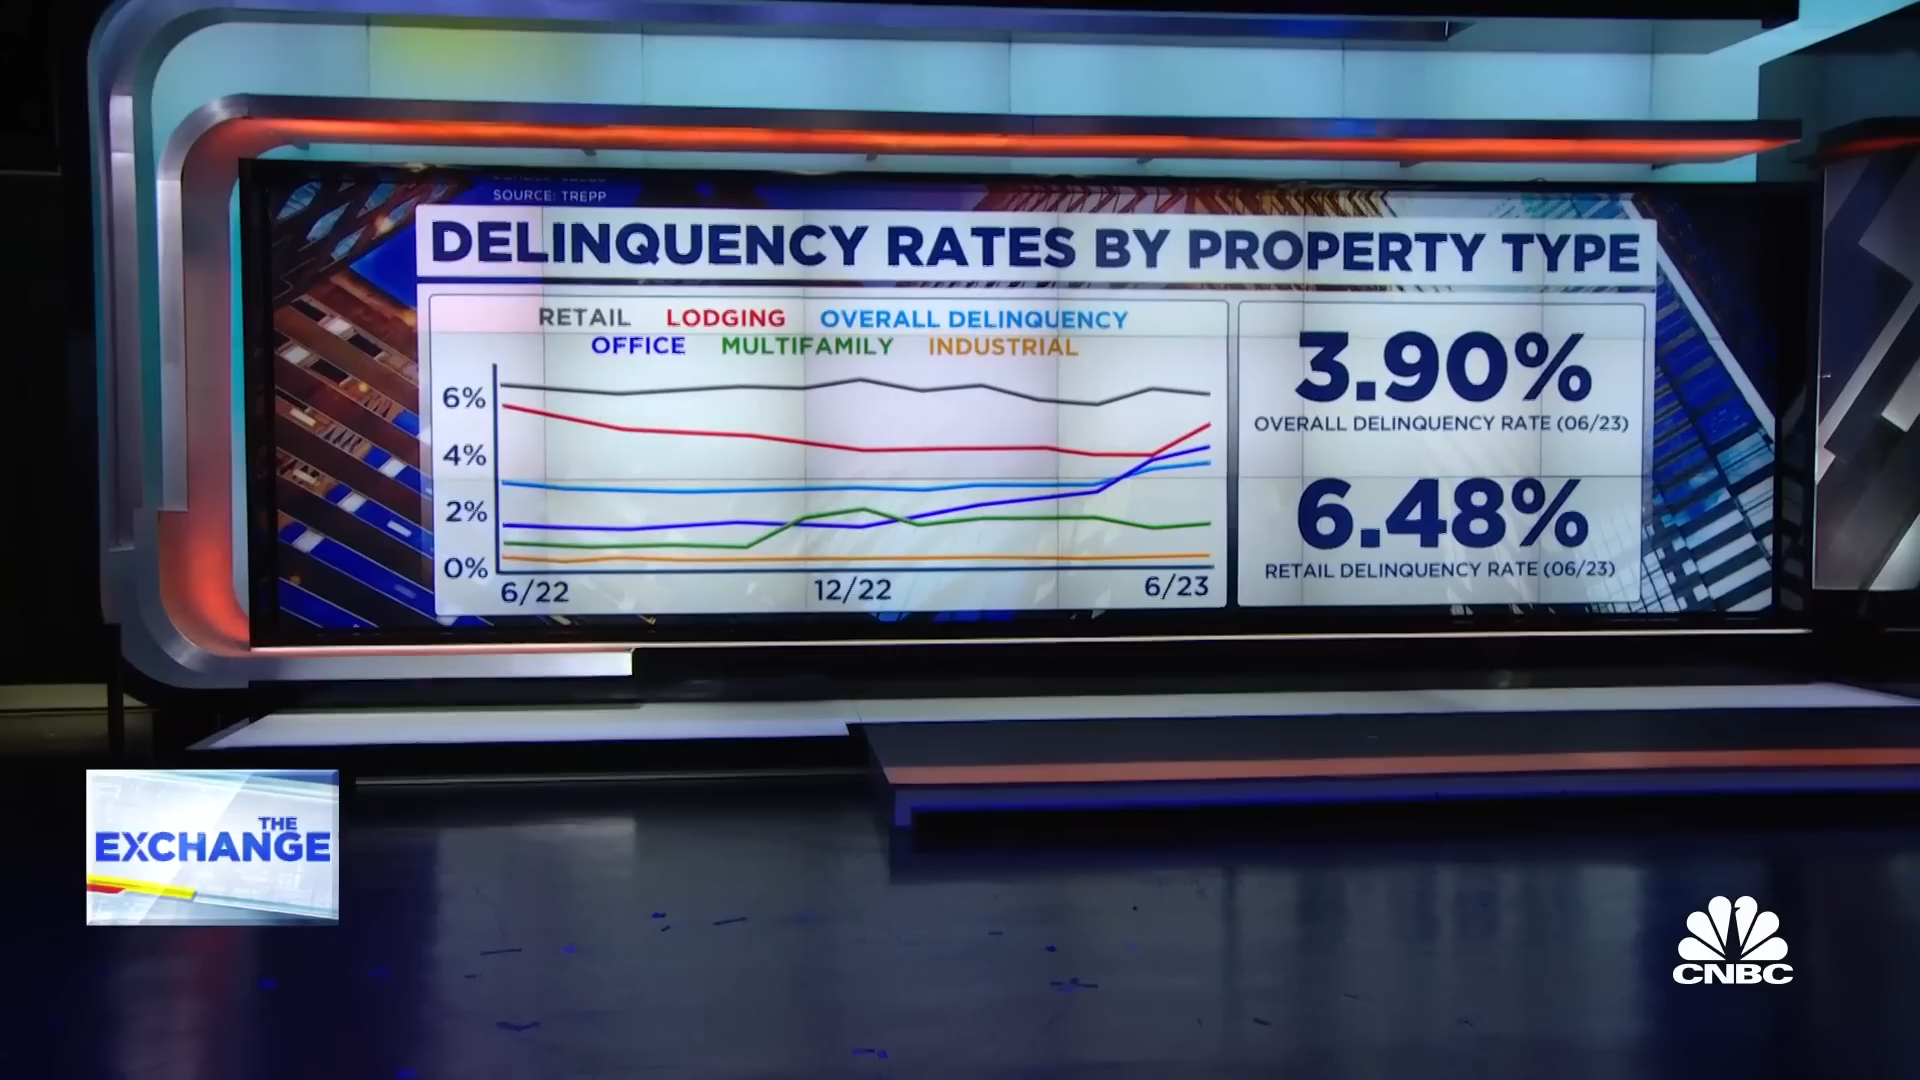 SOURCE: TREPP
DELINQUENCY RATES BY PROPERTY TYPE
RETAIL LODGING OVERALL DELINQUENCY
OFFICE MULTIFAMILY INDUSTRIAL
6%
4%
2%
0%
6/22 12/22 6/23
3.90%
OVERALL DELINQUENCY RATE (06/23)
6.48%
RETAIL DELINQUENCY RATE (06/23)
THE
EXCHANGE
CNBC